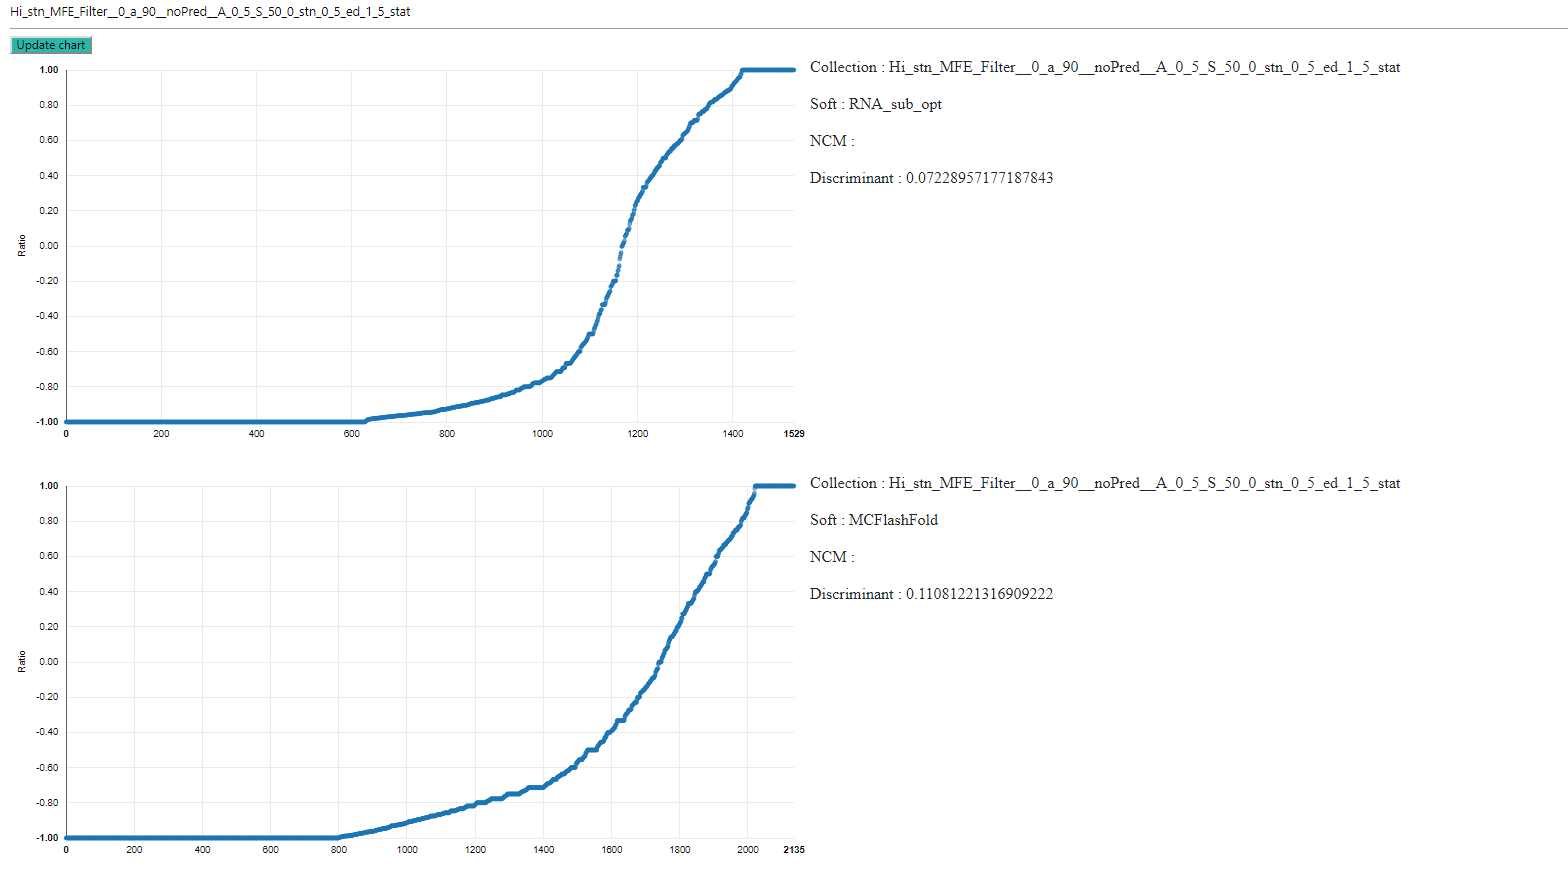 Hi_stn_MFE_Filter__0_a_90__noPred__A_0_5_S_50_0_stn_0_5_ed_1_5_stat
Update chart
1.00
0.80
0.60
0.40
0.20
0.00
-0.20
-0.40
-0.60
-0.80
-1.00
Ratio
0 200 400 600 800 1000 1200 1400 1529
Collection : Hi_stn_MFE_Filter__0_a_90__noPred__A_0_5_S_50_0_stn_0_5_ed_1_5_stat
Soft : RNA_sub_opt
NCM :
Discriminant : 0.07228957177187843
1.00
0.80
0.60
0.40
0.20
0.00
-0.20
-0.40
-0.60
-0.80
-1.00
Ratio
0 200 400 600 800 1000 1200 1400 1600 1800 2000 2135
Collection : Hi_stn_MFE_Filter__0_a_90__noPred__A_0_5_S_50_0_stn_0_5_ed_1_5_stat
Soft : MCFlashFold
NCM :
Discriminant : 0.11081221316909222